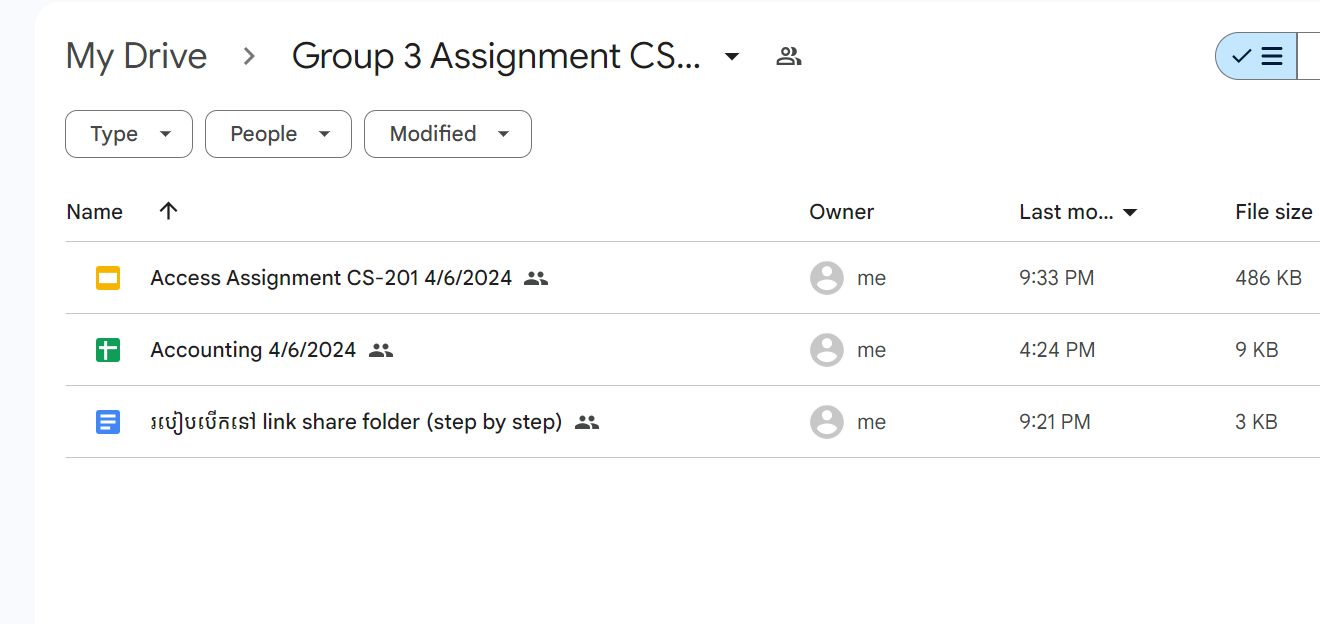 My Drive > Group 3 Assignment CS...
Type People Modified
Name Owner Last mo... File size
Access Assignment CS-201 4/6/2024 me 9:33 PM 486 KB
Accounting 4/6/2024 me 4:24 PM 9 KB
របៀបបើកនៅ link share folder (step by step) me 9:21 PM 3 KB